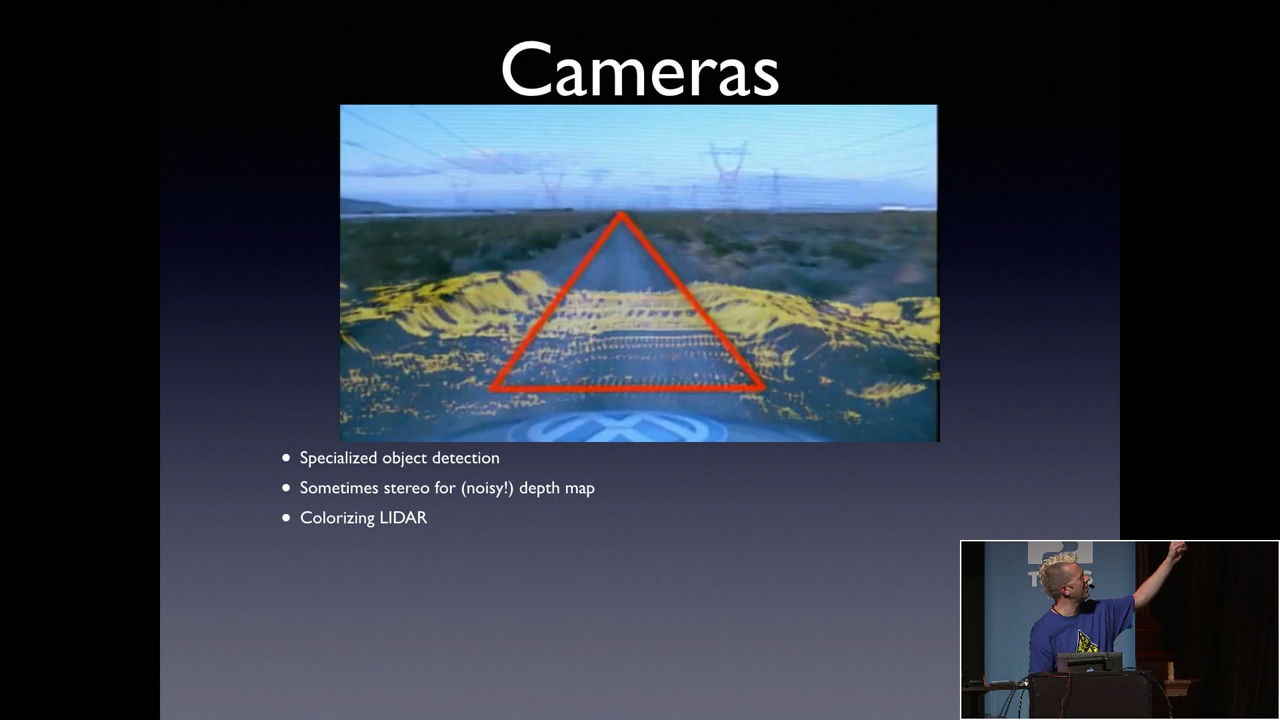 Cameras
Specialized object detection
Sometimes stereo for (noisy!) depth map
Colorizing LIDAR